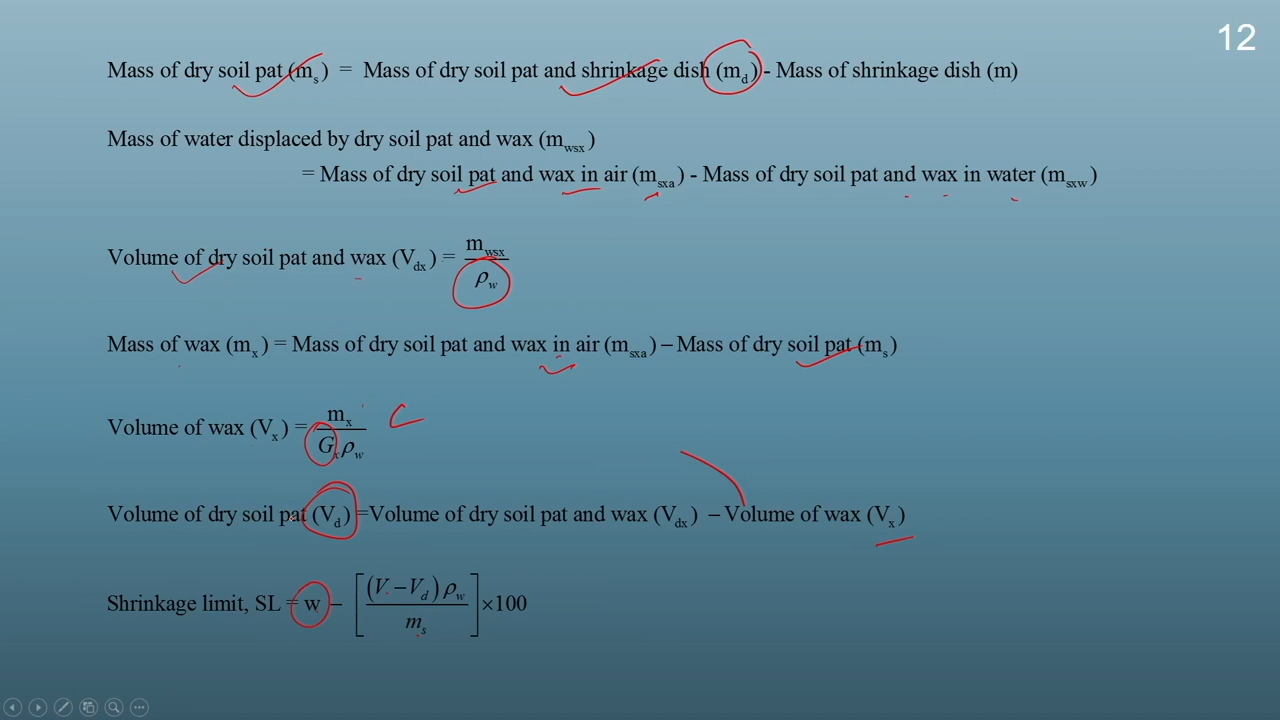 12
Mass of dry soil pat (mₛ) = Mass of dry soil pat and shrinkage dish (m_d) - Mass of shrinkage dish (m)
Mass of water displaced by dry soil pat and wax (m_wsx)
= Mass of dry soil pat and wax in air (m_sxa) - Mass of dry soil pat and wax in water (m_sxw)
Volume of dry soil pat and wax (V_dx) = m_wsx / ρ_w
Mass of wax (m_x) = Mass of dry soil pat and wax in air (m_sxa) − Mass of dry soil pat (m_s)
Volume of wax (V_x) = m_x / G_x ρ_w
Volume of dry soil pat (V_d) =Volume of dry soil pat and wax (V_dx) − Volume of wax (V_x)
Shrinkage limit, SL = w − [(V − V_d) ρ_w / m_s] ×100